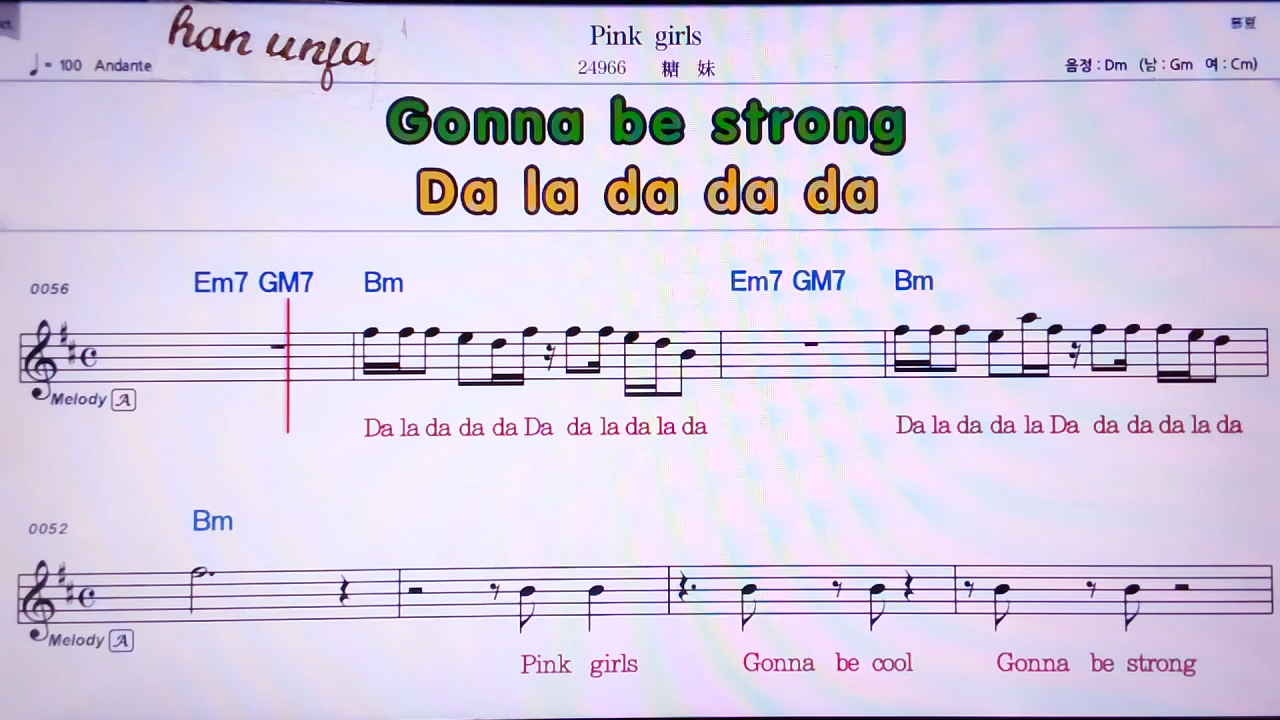 han unja
Pink girls
♩= 100 Andante
24966 糖 妹
음정 : Dm (남 : Gm 여 : Cm)
Gonna be strong
Da la da da da
0056
Em7 GM7 Bm Em7 GM7 Bm
Melody A
Da la da da da Da da la da la da Da la da da la Da da da da la da
0052
Bm
Melody A
Pink girls Gonna be cool Gonna be strong